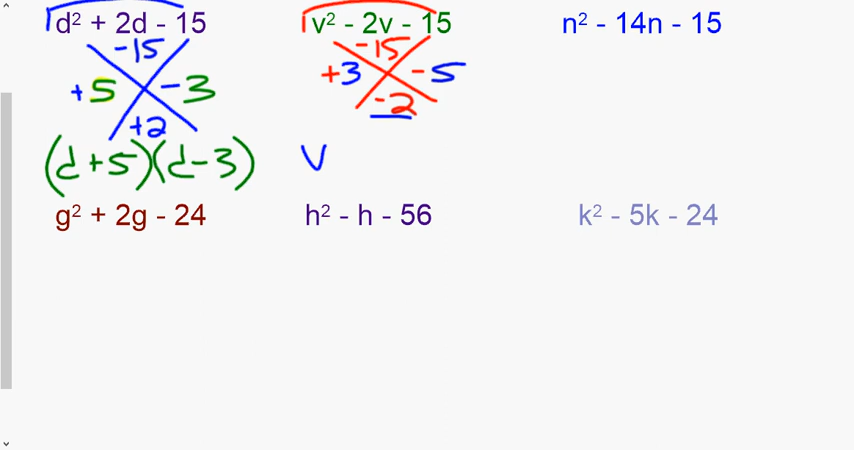 d² + 2d - 15
v² - 2v - 15
n² - 14n - 15
-15
+5 -3
+2
-15
+3 -5
-2
(d+5)(d-3)
v
g² + 2g - 24
h² - h - 56
k² - 5k - 24